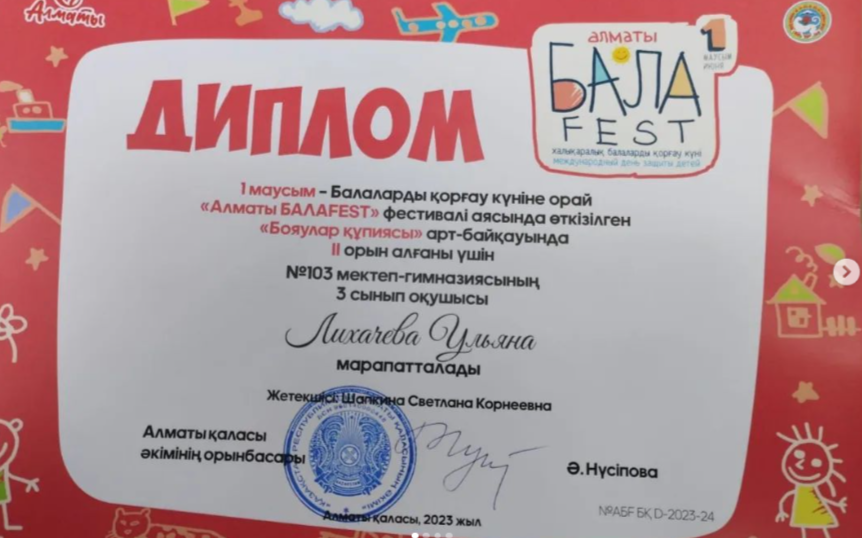 Алматы
алматы
БАЛА
FEST
1
МАУСЫМ
ИЮНЯ
халықаралық балаларды қорғау күні
международный день защиты детей
ДИПЛОМ
1 маусым – Балаларды қорғау күніне орай
«Алматы БАЛАFEST» фестивалі аясында өткізілген
«Бояулар құпиясы» арт-байқауында
II орын алғаны үшін
№103 мектеп-гимназиясының
3 сынып оқушысы
Лихачева Ульяна
марапатталады
Жетекшісі: Шапкина Светлана Корнеевна
Алматы қаласы
әкімінің орынбасары
Ә.Нүсіпова
Алматы қаласы, 2023 жыл
№АБF БҚ D-2023-24